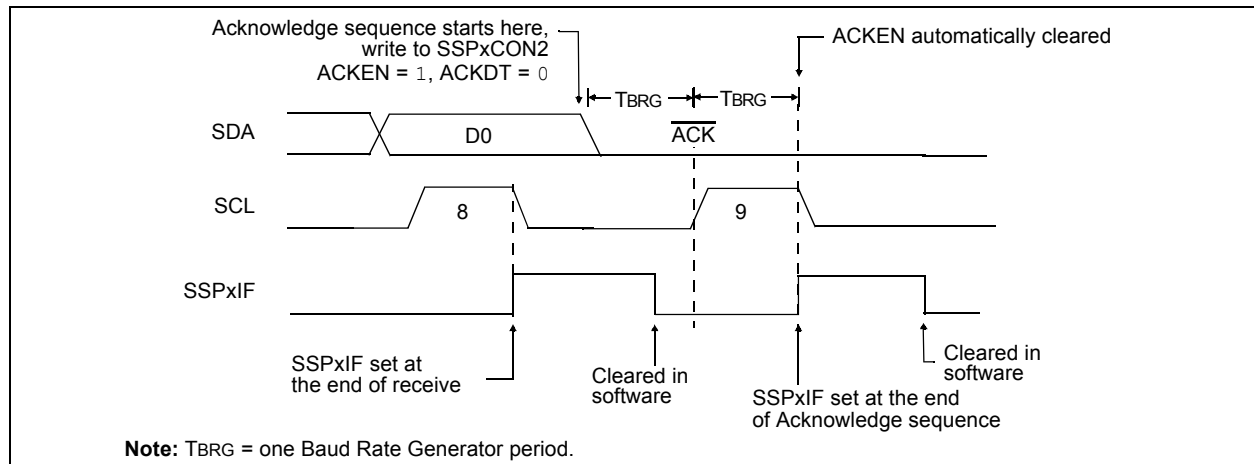 Acknowledge sequence starts here,
write to SSPxCON2
ACKEN = 1, ACKDT = 0
ACKEN automatically cleared
TBRG
TBRG
SDA
D0
ACK
SCL
8
9
SSPxIF
SSPxIF set at
the end of receive
Cleared in
software
SSPxIF set at the end
of Acknowledge sequence
Cleared in
software
Note: TBRG = one Baud Rate Generator period.